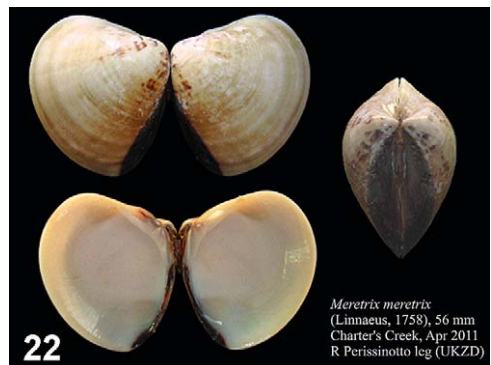 22
Meretrix meretrix
(Linnaeus, 1758), 56 mm
Charter's Creek, Apr 2011
R Perissinotto leg (UKZD)